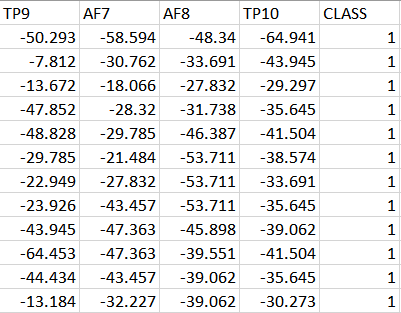 TP9 AF7 AF8 TP10 CLASS
-50.293 -58.594 -48.34 -64.941 1
-7.812 -30.762 -33.691 -43.945 1
-13.672 -18.066 -27.832 -29.297 1
-47.852 -28.32 -31.738 -35.645 1
-48.828 -29.785 -46.387 -41.504 1
-29.785 -21.484 -53.711 -38.574 1
-22.949 -27.832 -53.711 -33.691 1
-23.926 -43.457 -53.711 -35.645 1
-43.945 -47.363 -45.898 -39.062 1
-64.453 -47.363 -39.551 -41.504 1
-44.434 -43.457 -39.062 -35.645 1
-13.184 -32.227 -39.062 -30.273 1